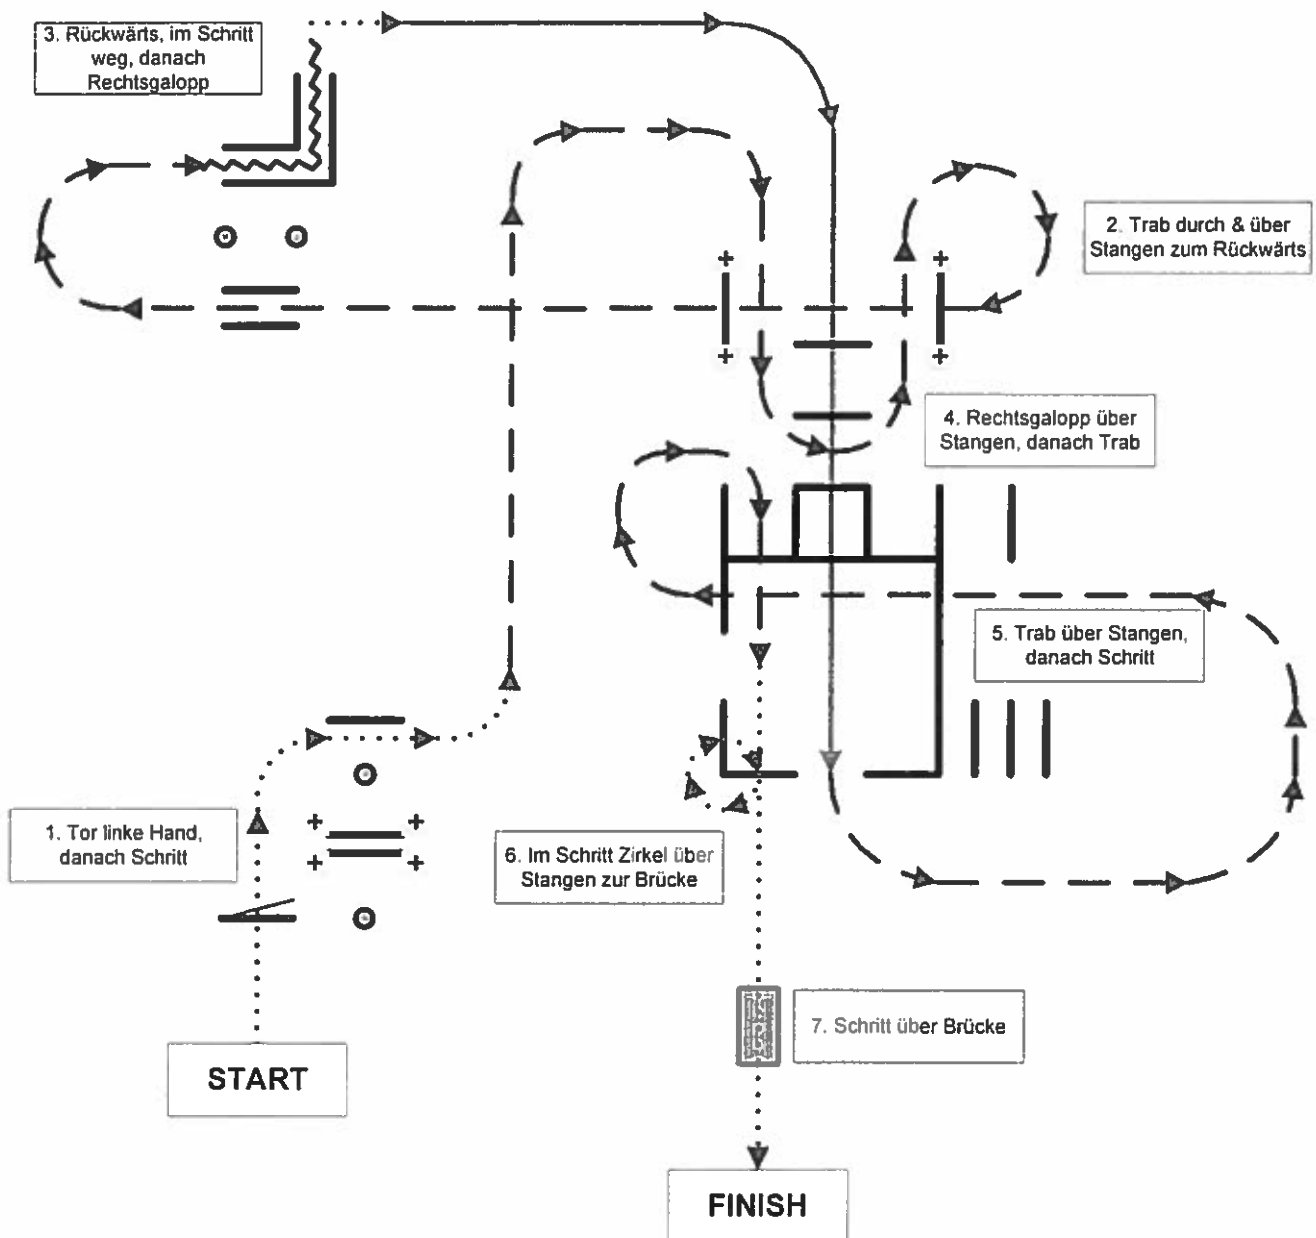 3. Rückwärts, im Schritt
weg, danach
Rechtsgalopp
2. Trab durch & über
Stangen zum Rückwärts
4. Rechtsgalopp über
Stangen, danach Trab
5. Trab über Stangen,
danach Schritt
1. Tor linke Hand,
danach Schritt
6. Im Schritt Zirkel über
Stangen zur Brücke
7. Schritt über Brücke
START
FINISH